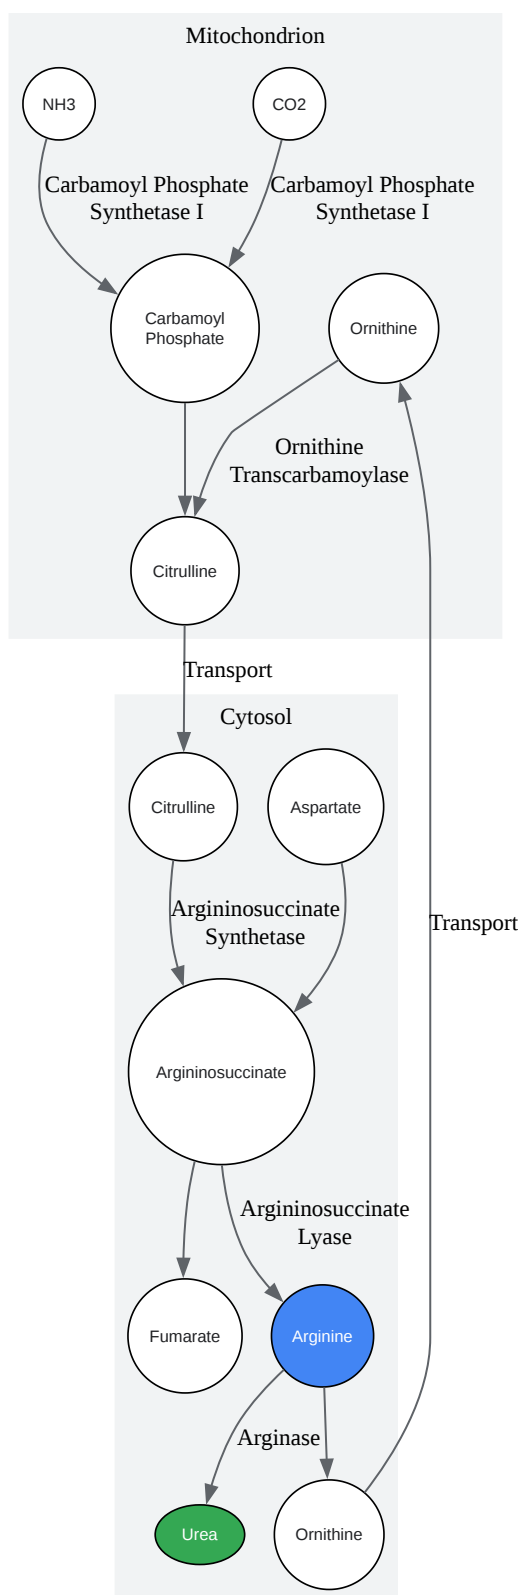 Mitochondrion
NH3
CO2
Carbamoyl Phosphate
Synthetase I
Carbamoyl Phosphate
Synthetase I
Carbamoyl
Phosphate
Ornithine
Ornithine
Transcarbamoylase
Citrulline
Transport
Cytosol
Citrulline
Aspartate
Argininosuccinate
Synthetase
Transport
Argininosuccinate
Argininosuccinate
Lyase
Fumarate
Arginine
Arginase
Urea
Ornithine